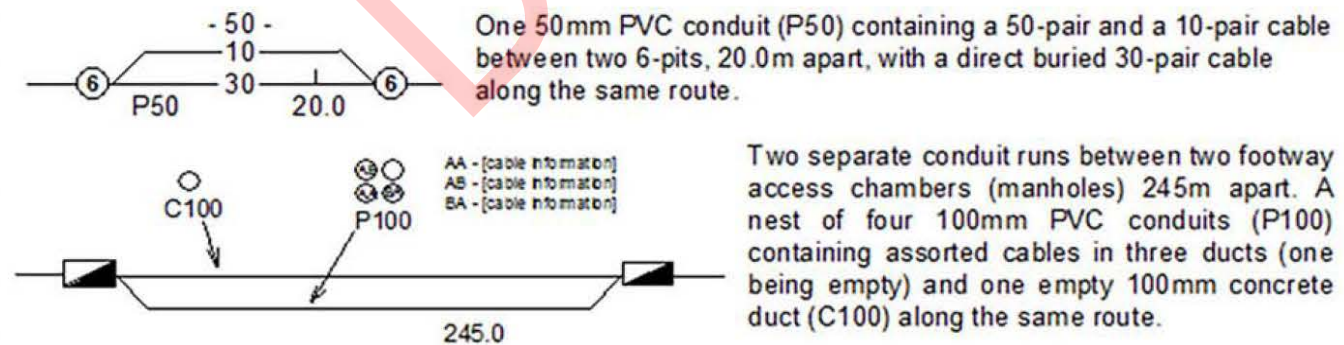 - 50 -
10
6 30 6
P50 20.0
One 50mm PVC conduit (P50) containing a 50-pair and a 10-pair cable
between two 6-pits, 20.0m apart, with a direct buried 30-pair cable
along the same route.
AA - [cable information]
AB - [cable information]
BA - [cable information]
C100
P100
245.0
Two separate conduit runs between two footway
access chambers (manholes) 245m apart. A
nest of four 100mm PVC conduits (P100)
containing assorted cables in three ducts (one
being empty) and one empty 100mm concrete
duct (C100) along the same route.